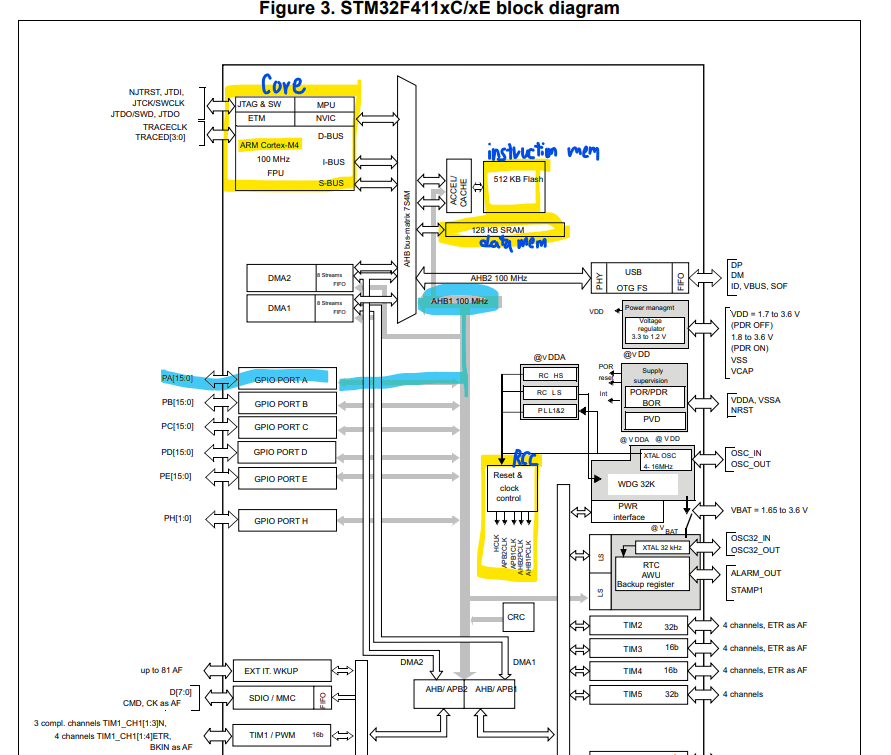 Figure 3. STM32F411xC/xE block diagram
Core
NJTRST, JTDI,
JTCK/SWCLK
JTDO/SWD, JTDO
TRACECLK
TRACED[3:0]
JTAG & SW
MPU
ETM
NVIC
D-BUS
ARM Cortex-M4
100 MHz
FPU
I-BUS
S-BUS
AHB bus-matrix 7S4M
instruction mem
ACCEL/
CACHE
512 KB Flash
128 KB SRAM
data mem
DMA2
8 Streams
FIFO
DMA1
8 Streams
FIFO
AHB2 100 MHz
AHB1 100 MHz
PHY
USB
OTG FS
FIFO
DP
DM
ID, VBUS, SOF
VDD
Power managmt
Voltage
regulator
3.3 to 1.2 V
VDD = 1.7 to 3.6 V
(PDR OFF)
1.8 to 3.6 V
(PDR ON)
VSS
VCAP
@VDD
@VDDA
POR
reset
Int
Supply
supervision
POR/PDR
BOR
PVD
VDDA, VSSA
NRST
RC HS
RC LS
PLL1&2
PA[15:0]
GPIO PORT A
PB[15:0]
GPIO PORT B
PC[15:0]
GPIO PORT C
PD[15:0]
GPIO PORT D
PE[15:0]
GPIO PORT E
PH[1:0]
GPIO PORT H
@VDDA
@VDD
XTAL OSC
4- 16MHz
OSC_IN
OSC_OUT
WDG 32K
PWR
interface
VBAT = 1.65 to 3.6 V
@VBAT
RCC
Reset &
clock
control
HCLK
APB2CLK
APB1CLK
AHB2PCLK
AHB1PCLK
LS
LS
XTAL 32 kHz
RTC
AWU
Backup register
OSC32_IN
OSC32_OUT
ALARM_OUT
STAMP1
CRC
TIM2
32b
4 channels, ETR as AF
TIM3
16b
4 channels, ETR as AF
TIM4
16b
4 channels, ETR as AF
TIM5
32b
4 channels
DMA2
DMA1
AHB/ APB2
AHB/ APB1
up to 81 AF
EXT IT. WKUP
D[7:0]
CMD, CK as AF
SDIO / MMC
FIFO
3 compl. channels TIM1_CH1[1:3]N,
4 channels TIM1_CH1[1:4]ETR,
BKIN as AF
TIM1 / PWM
16b